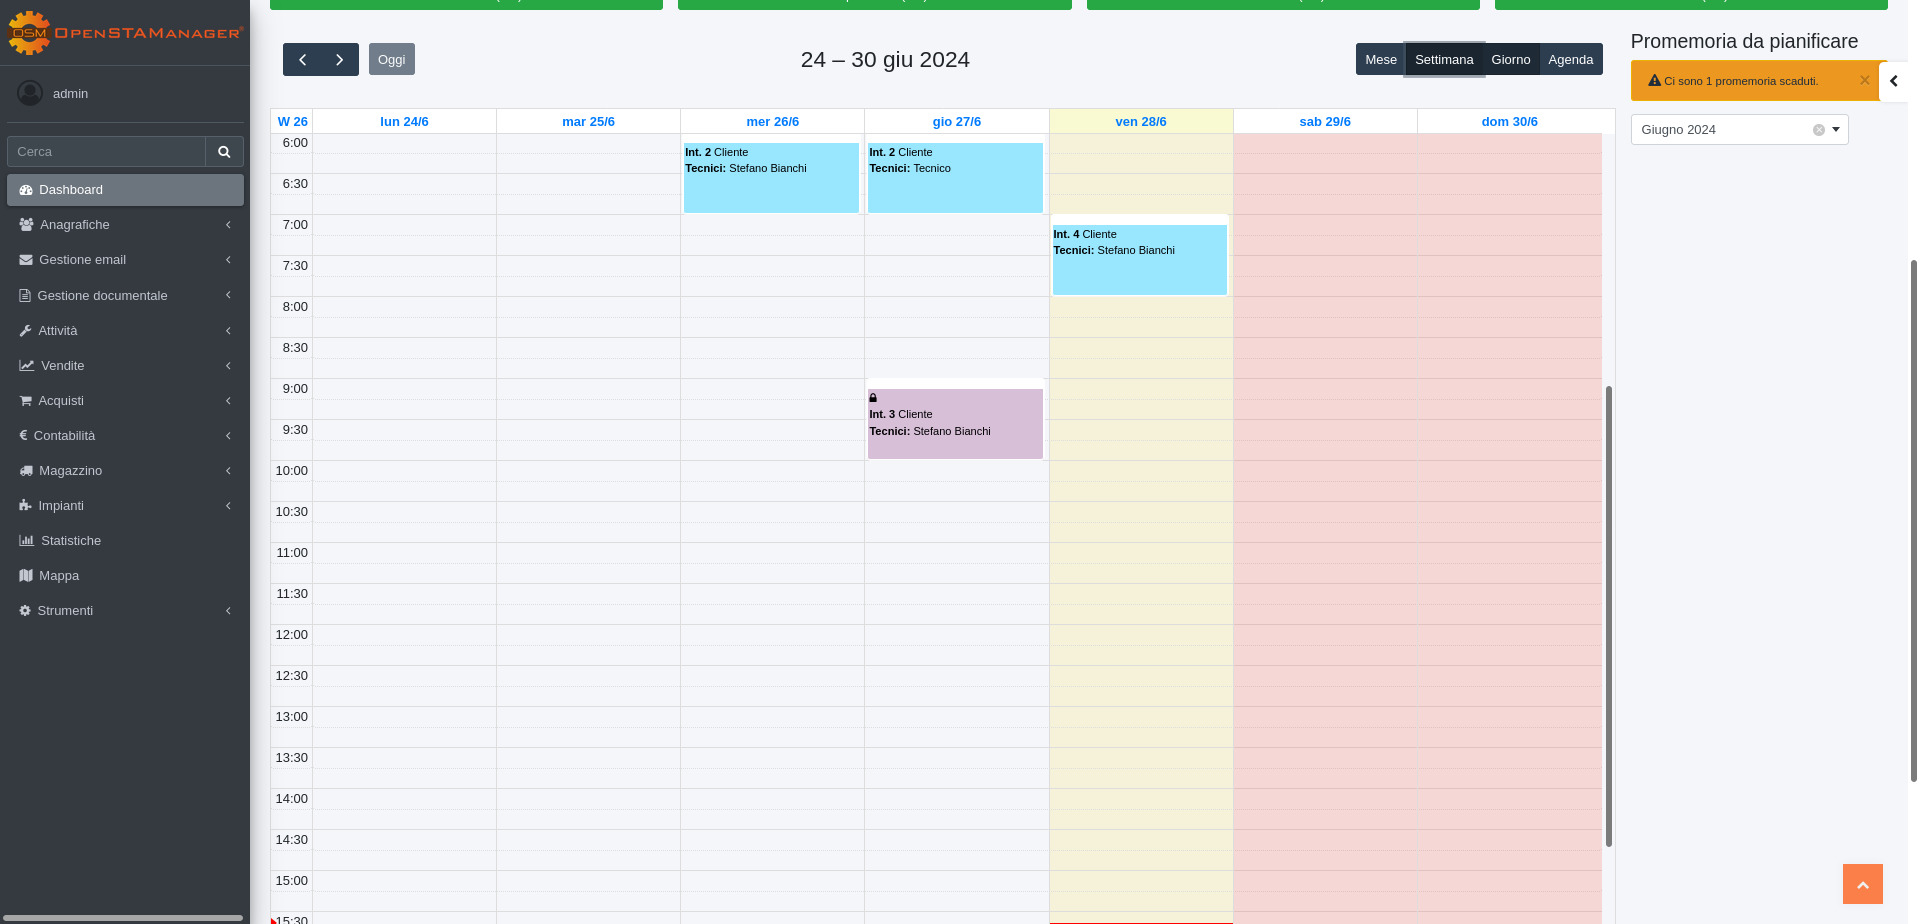 OSM OpenSTAManager®
admin
Cerca
Dashboard
Anagrafiche
Gestione email
Gestione documentale
Attività
Vendite
Acquisti
Contabilità
Magazzino
Impianti
Statistiche
Mappa
Strumenti
Oggi
24 – 30 giu 2024
Mese Settimana Giorno Agenda
W 26 lun 24/6 mar 25/6 mer 26/6 gio 27/6 ven 28/6 sab 29/6 dom 30/6
6:00
Int. 2 Cliente
Tecnici: Stefano Bianchi
Int. 2 Cliente
Tecnici: Tecnico
6:30
7:00
Int. 4 Cliente
Tecnici: Stefano Bianchi
7:30
8:00
8:30
9:00
Int. 3 Cliente
Tecnici: Stefano Bianchi
9:30
10:00
10:30
11:00
11:30
12:00
12:30
13:00
13:30
14:00
14:30
15:00
15:30
Promemoria da pianificare
Ci sono 1 promemoria scaduti. ×
Giugno 2024